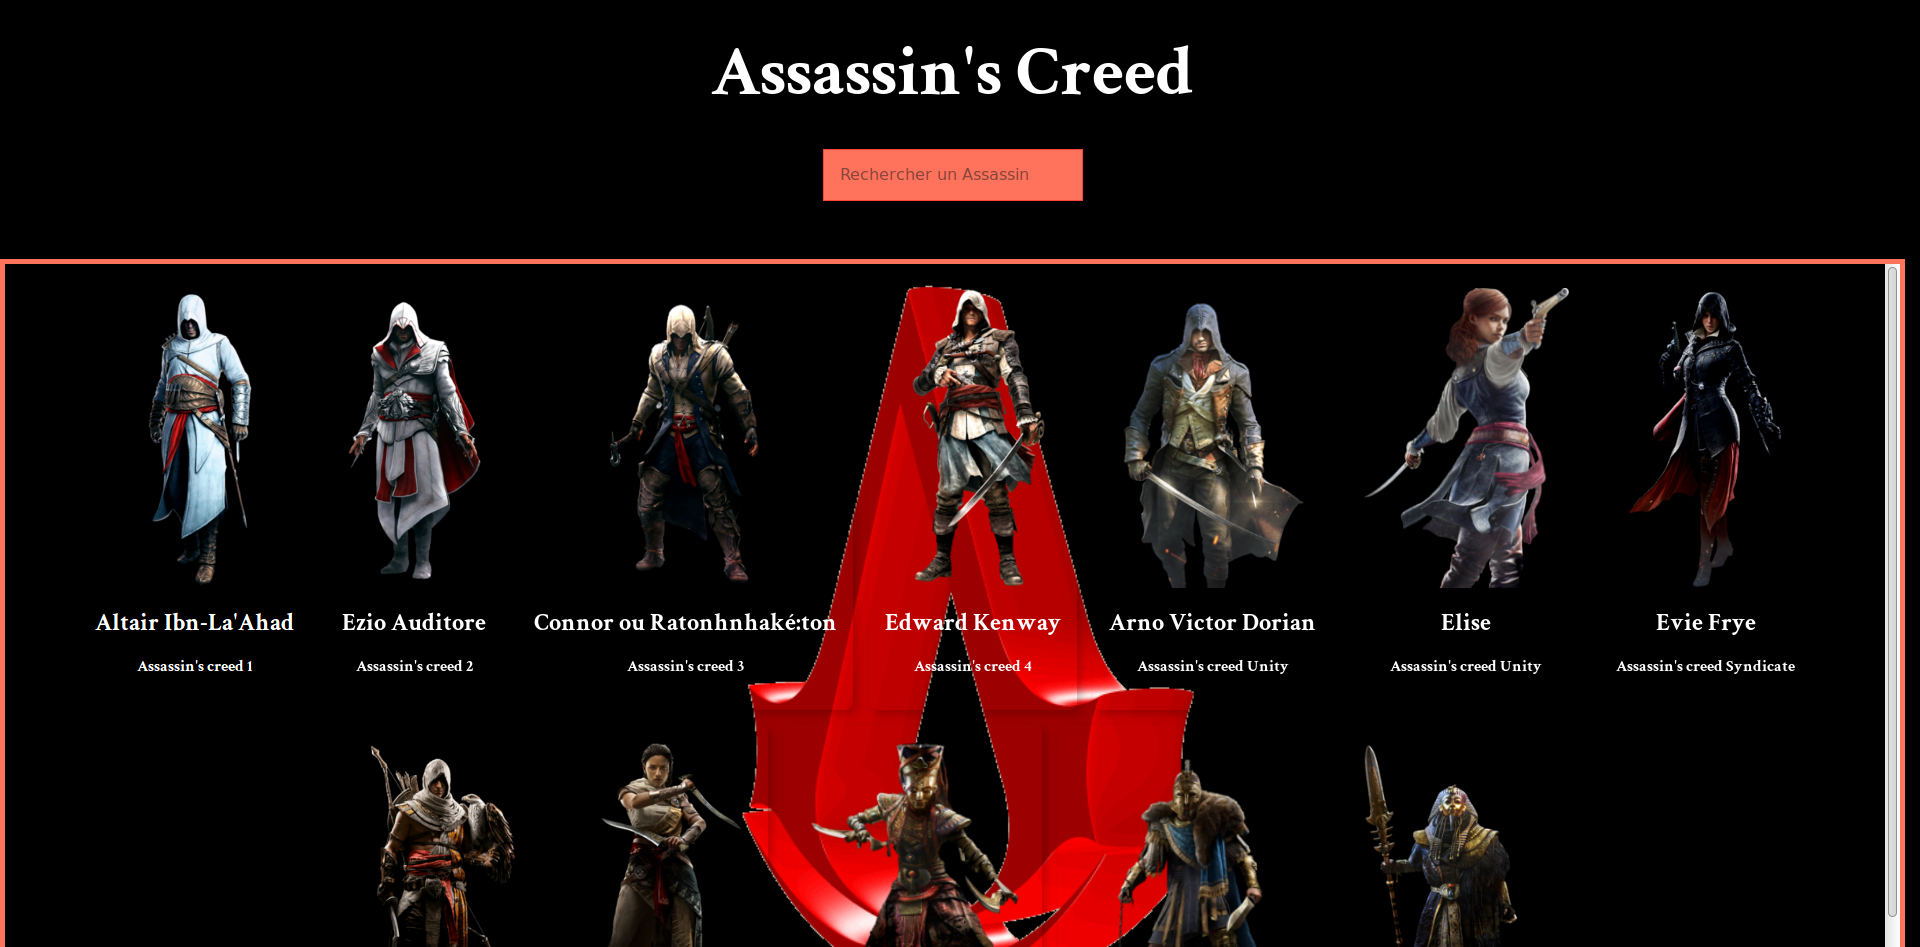 Assassin's Creed
Rechercher un Assassin
Altair Ibn-La'Ahad
Ezio Auditore
Connor ou Ratonhnhaké:ton
Edward Kenway
Arno Victor Dorian
Elise
Evie Frye
Assassin's creed 1
Assassin's creed 2
Assassin's creed 3
Assassin's creed 4
Assassin's creed Unity
Assassin's creed Unity
Assassin's creed Syndicate